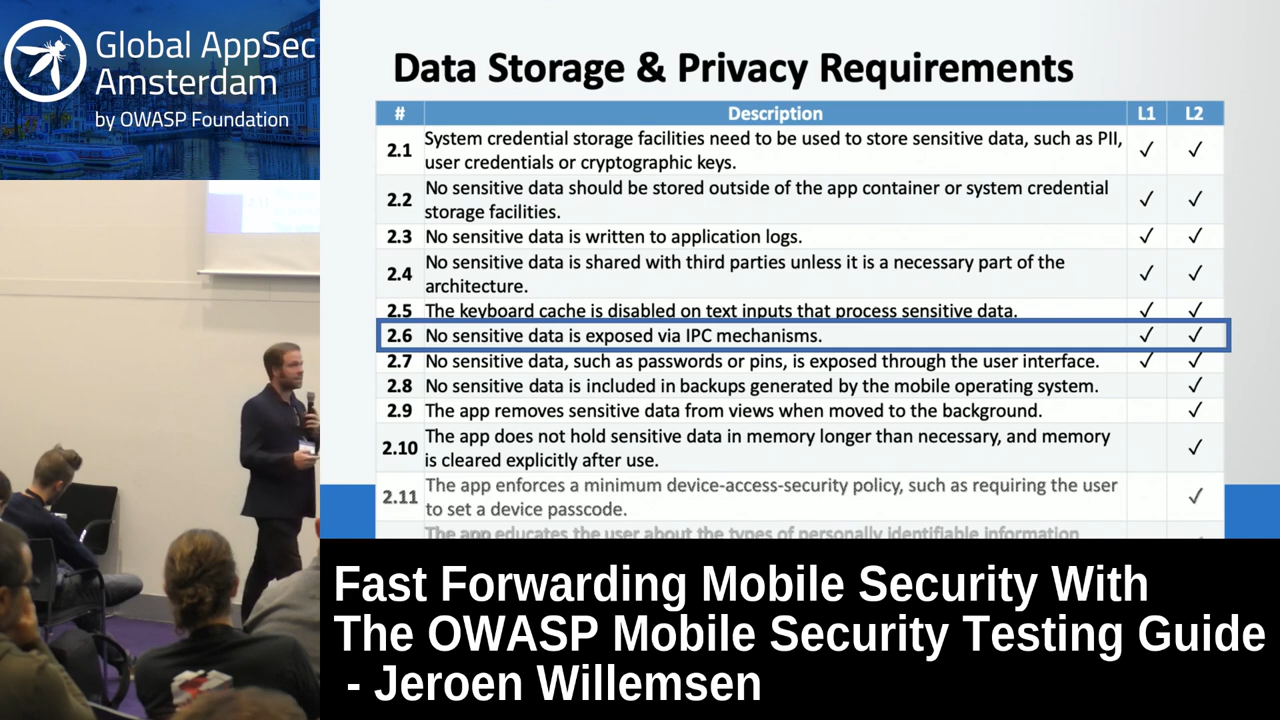 Global AppSec
Amsterdam
by OWASP Foundation
Data Storage & Privacy Requirements
# Description L1 L2
2.1 System credential storage facilities need to be used to store sensitive data, such as PII, ✓ ✓
user credentials or cryptographic keys.
2.2 No sensitive data should be stored outside of the app container or system credential ✓ ✓
storage facilities.
2.3 No sensitive data is written to application logs. ✓ ✓
2.4 No sensitive data is shared with third parties unless it is a necessary part of the ✓ ✓
architecture.
2.5 The keyboard cache is disabled on text inputs that process sensitive data. ✓ ✓
2.6 No sensitive data is exposed via IPC mechanisms. ✓ ✓
2.7 No sensitive data, such as passwords or pins, is exposed through the user interface. ✓ ✓
2.8 No sensitive data is included in backups generated by the mobile operating system. ✓
2.9 The app removes sensitive data from views when moved to the background. ✓
2.10 The app does not hold sensitive data in memory longer than necessary, and memory ✓
is cleared explicitly after use.
2.11 The app enforces a minimum device-access-security policy, such as requiring the user ✓
to set a device passcode.
The app educates the user about the types of personally identifiable information
Fast Forwarding Mobile Security With
The OWASP Mobile Security Testing Guide
- Jeroen Willemsen